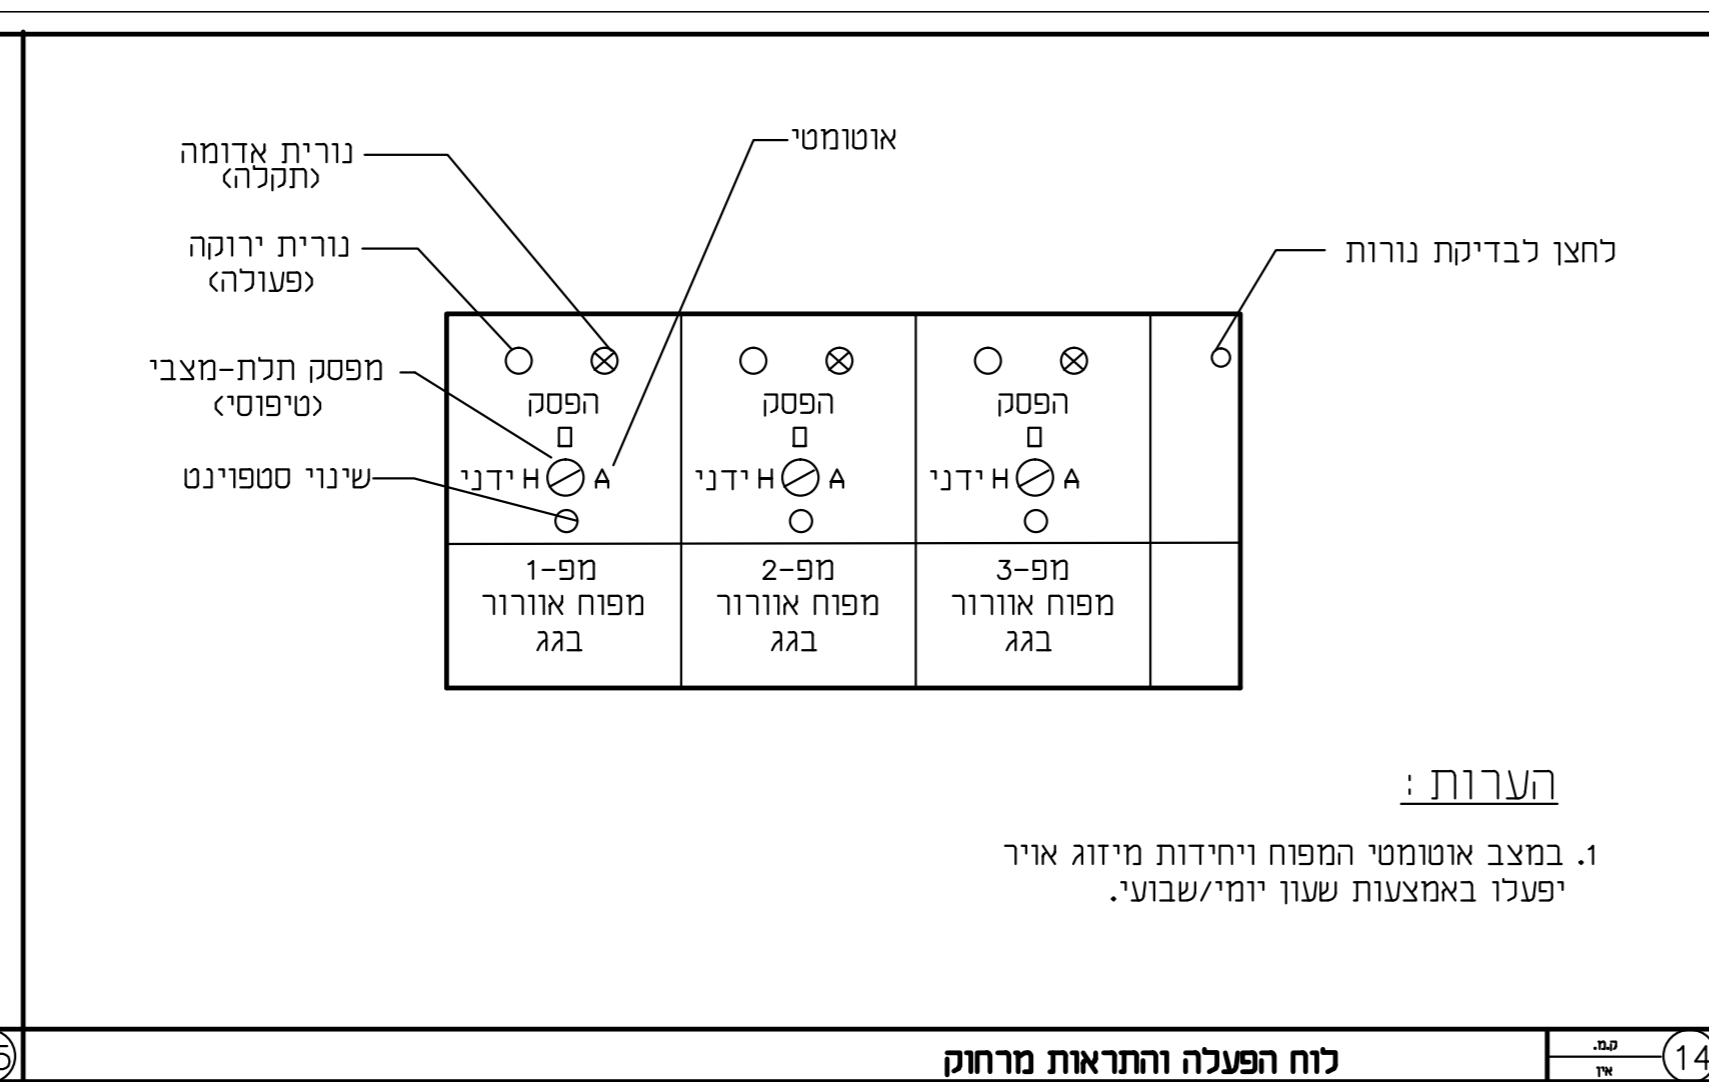 אוטומטי
נורית אדומה
(תקלה)
נורית ירוקה
(פעולה)
לחצן לבדיקת נורות
מפסק תלת-מצבי
(טיפוסי)
שינוי סטפוינט
הפסק
הפסק
הפסק
ידני H A
ידני H A
ידני H A
מפ-1
מפוח אוורור
בגג
מפ-2
מפוח אוורור
בגג
מפ-3
מפוח אוורור
בגג
הערות :
1. במצב אוטומטי המפוח ויחידות מיזוג אויר
יפעלו באמצעות שעון יומי/שבועי.
14
ק.מ.
אין
לוח הפעלה והתראות מרחוק